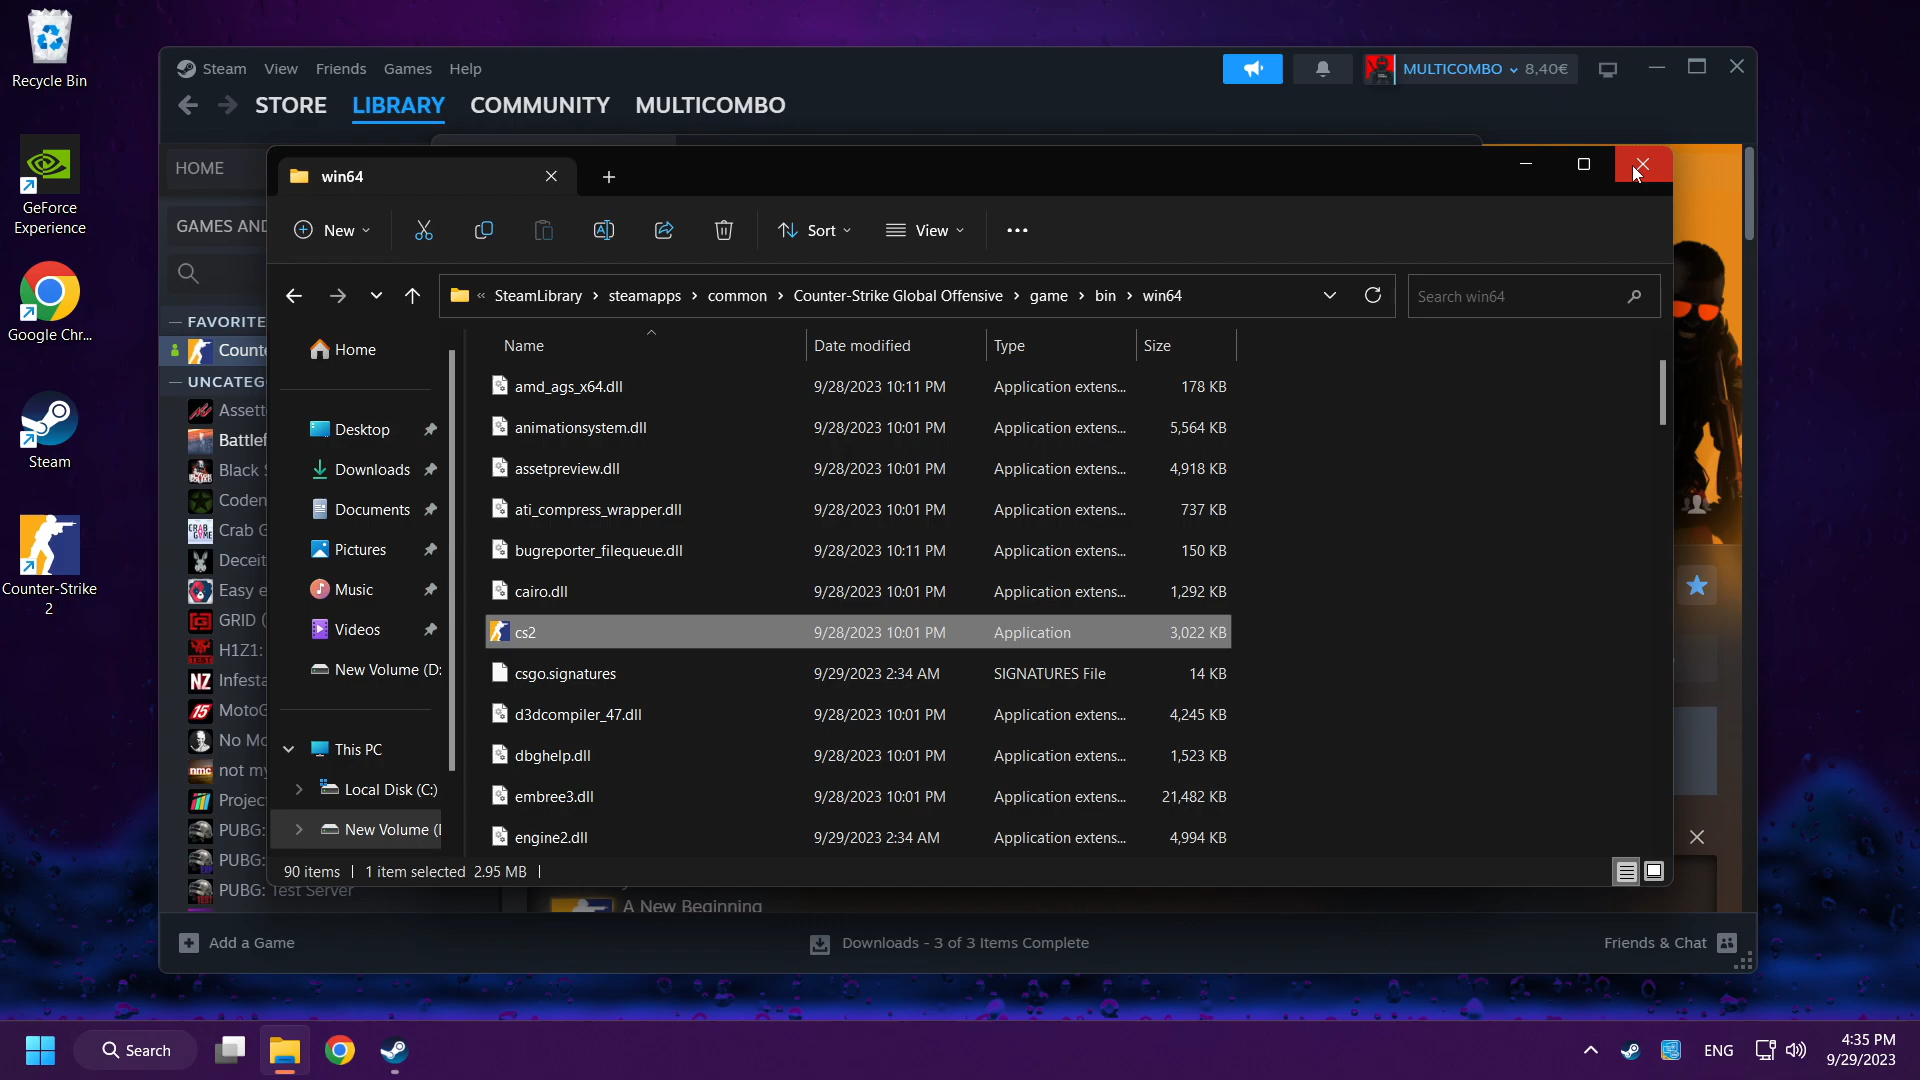 Recycle Bin
GeForce
Experience
Google Chr...
Steam
Counter-Strike
2
Steam View Friends Games Help
MULTICOMBO 8,40€
STORE LIBRARY COMMUNITY MULTICOMBO
HOME
GAMES AND
FAVORITE
Counte
UNCATEG
Assett
Battlef
Black S
Coden
Crab G
Deceit
Easy e
GRID (
H1Z1:
Infesta
MotoG
No Mo
not my
Projec
PUBG:
PUBG:
PUBG: Test Server
win64
New Sort View
SteamLibrary steamapps common Counter-Strike Global Offensive game bin win64
Search win64
Home
Desktop
Downloads
Documents
Pictures
Music
Videos
New Volume (D:
This PC
Local Disk (C:)
New Volume (
Name Date modified Type Size
amd_ags_x64.dll 9/28/2023 10:11 PM Application extens... 178 KB
animationsystem.dll 9/28/2023 10:01 PM Application extens... 5,564 KB
assetpreview.dll 9/28/2023 10:01 PM Application extens... 4,918 KB
ati_compress_wrapper.dll 9/28/2023 10:01 PM Application extens... 737 KB
bugreporter_filequeue.dll 9/28/2023 10:11 PM Application extens... 150 KB
cairo.dll 9/28/2023 10:01 PM Application extens... 1,292 KB
cs2 9/28/2023 10:01 PM Application 3,022 KB
csgo.signatures 9/29/2023 2:34 AM SIGNATURES File 14 KB
d3dcompiler_47.dll 9/28/2023 10:01 PM Application extens... 4,245 KB
dbghelp.dll 9/28/2023 10:01 PM Application extens... 1,523 KB
embree3.dll 9/28/2023 10:01 PM Application extens... 21,482 KB
engine2.dll 9/29/2023 2:34 AM Application extens... 4,994 KB
90 items 1 item selected 2.95 MB
A New Beginning
Add a Game
Downloads - 3 of 3 Items Complete
Friends & Chat
Search
ENG
4:35 PM
9/29/2023